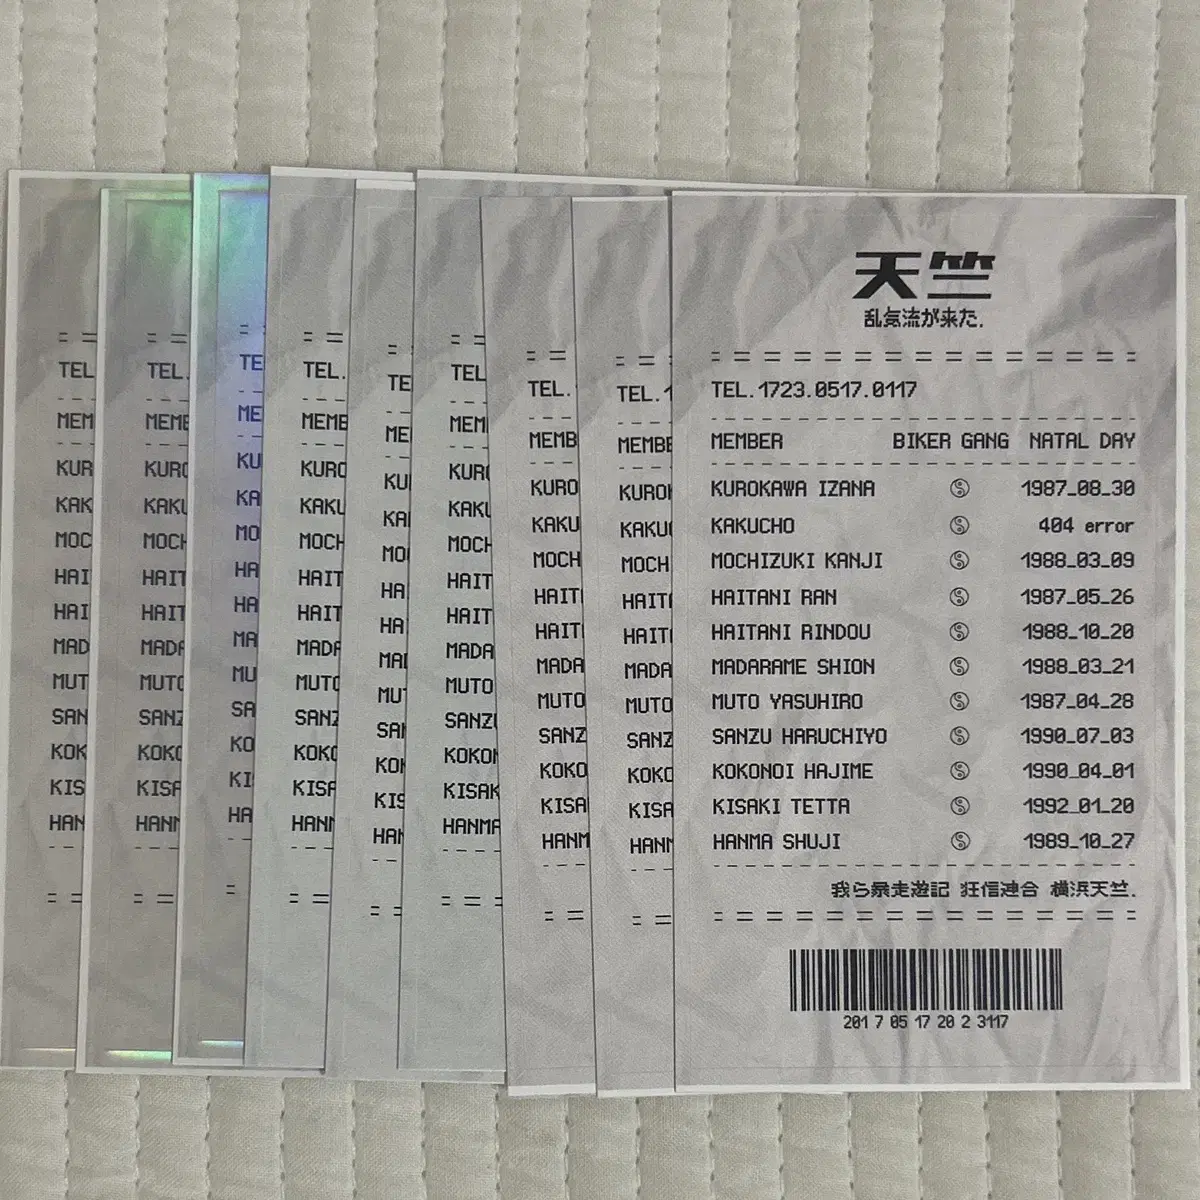 天竺
乱気流が来た.
TEL.1723.0517.0117
MEMBER BIKER GANG NATAL DAY
KUROKAWA IZANA 1987_08_30
KAKUCHO 404 error
MOCHIZUKI KANJI 1988_03_09
HAITANI RAN 1987_05_26
HAITANI RINDOU 1988_10_20
MADARAME SHION 1988_03_21
MUTO YASUHIRO 1987_04_28
SANZU HARUCHIYO 1990_07_03
KOKONOI HAJIME 1990_04_01
KISAKI TETTA 1992_01_20
HANMA SHUJI 1989_10_27
我ら暴走遊記 狂信連合 横浜天竺.
201 7 05 17 20 2 3117